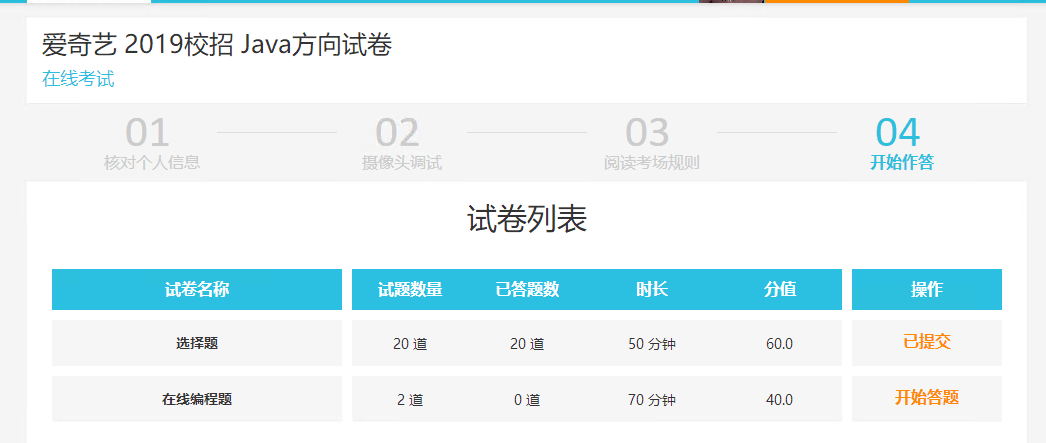 爱奇艺 2019校招 Java方向试卷
在线考试
01 02 03 04
核对个人信息 摄像头调试 阅读考场规则 开始作答
试卷列表
试卷名称 试题数量 已答题数 时长 分值 操作
选择题 20 道 20 道 50 分钟 60.0 已提交
在线编程题 2 道 0 道 70 分钟 40.0 开始答题